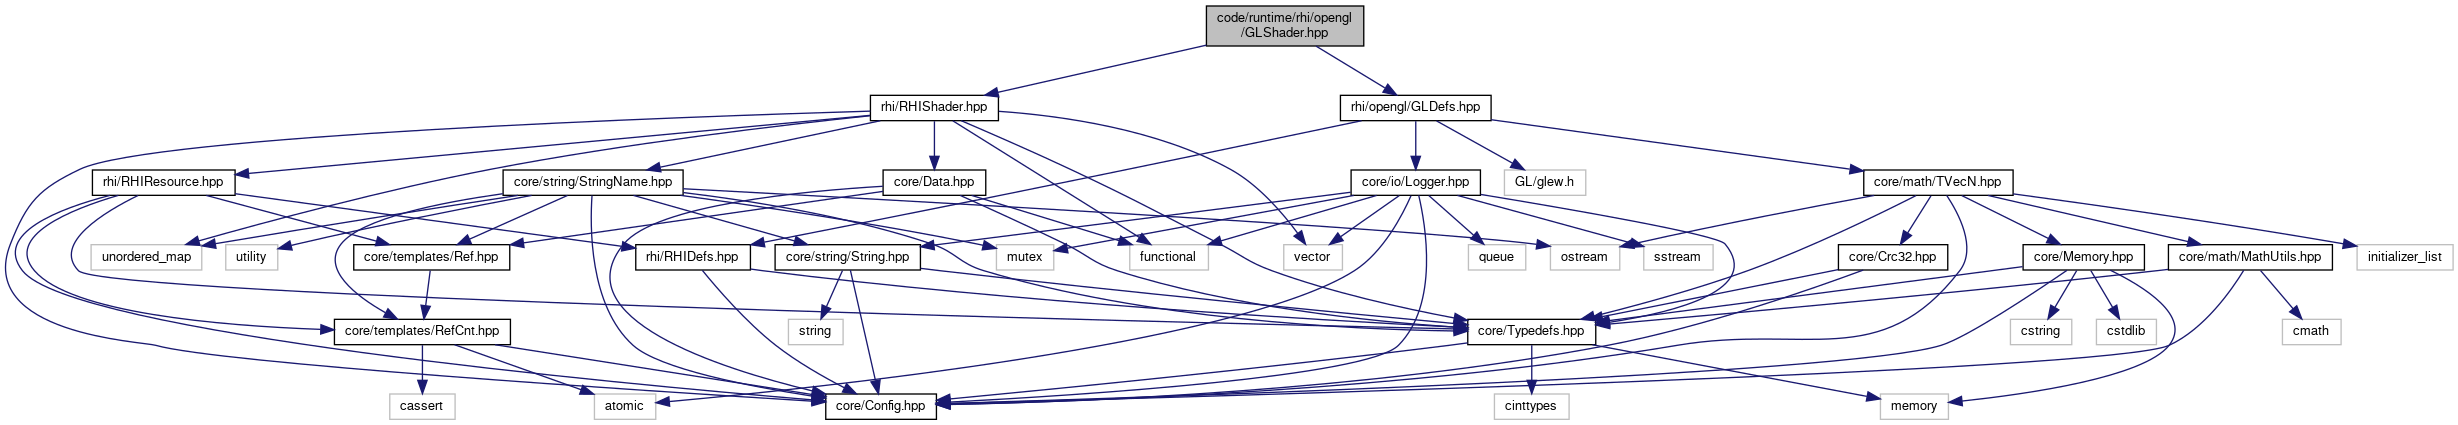 code/runtime/rhi/opengl
/GLShader.hpp
rhi/RHIShader.hpp
rhi/opengl/GLDefs.hpp
rhi/RHIResource.hpp
core/string/StringName.hpp
core/Data.hpp
core/io/Logger.hpp
GL/glew.h
core/math/TVecN.hpp
unordered_map
utility
core/templates/Ref.hpp
rhi/RHIDefs.hpp
core/string/String.hpp
mutex
functional
vector
queue
ostream
sstream
core/Crc32.hpp
core/Memory.hpp
core/math/MathUtils.hpp
initializer_list
core/templates/RefCnt.hpp
string
core/Typedefs.hpp
cstring
cstdlib
cmath
cassert
atomic
core/Config.hpp
cinttypes
memory